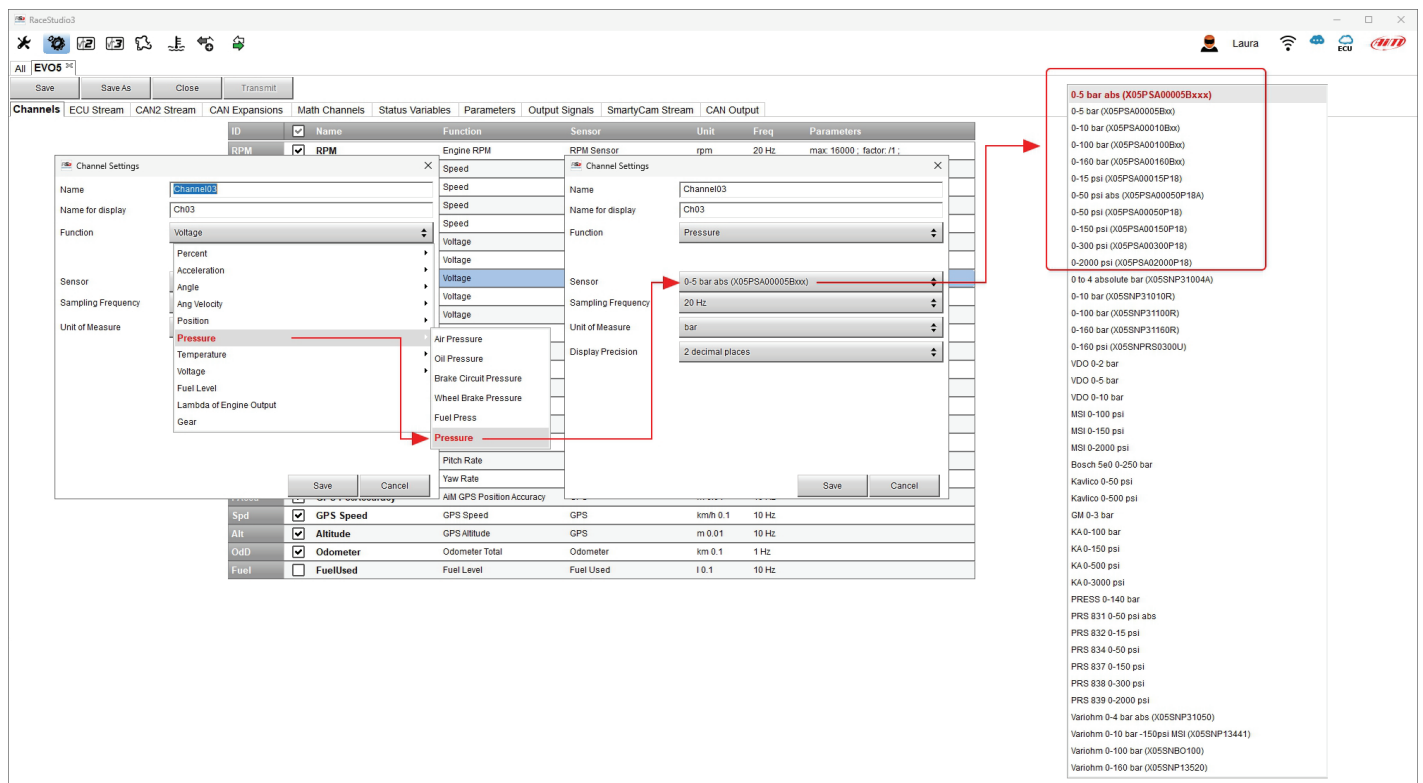 RaceStudio3
Laura
ECU
AiM
All EVO5
Save Save As Close Transmit
Channels ECU Stream CAN2 Stream CAN Expansions Math Channels Status Variables Parameters Output Signals SmartyCam Stream CAN Output
ID Name Function Sensor Unit Freq Parameters
RPM RPM Engine RPM RPM Sensor rpm 20 Hz max: 16000 ; factor: /1 ;
Speed
Speed
Speed
Speed
Voltage
Voltage
Voltage
Voltage
Voltage
Channel Settings
Name Channel03
Name for display Ch03
Function Voltage
Sensor
Sampling Frequency
Unit of Measure
Percent
Acceleration
Angle
Ang Velocity
Position
Pressure
Temperature
Voltage
Fuel Level
Lambda of Engine Output
Gear
Save Cancel
Air Pressure
Oil Pressure
Brake Circuit Pressure
Wheel Brake Pressure
Fuel Press
Pressure
Channel Settings
Name Channel03
Name for display Ch03
Function Pressure
Sensor 0-5 bar abs (X05PSA00005Bxx)
Sampling Frequency 20 Hz
Unit of Measure bar
Display Precision 2 decimal places
Save Cancel
Pitch Rate
Yaw Rate
AiM GPS Position Accuracy
Spd GPS Speed GPS Speed GPS km/h 0.1 10 Hz
Alt Altitude GPS Altitude GPS m 0.01 10 Hz
OdD Odometer Odometer Total Odometer km 0.1 1 Hz
Fuel FuelUsed Fuel Level Fuel Used l 0.1 10 Hz
0-5 bar abs (X05PSA00005Bxxx)
0-5 bar (X05PSA00005Bxx)
0-10 bar (X05PSA00010Bxx)
0-100 bar (X05PSA00100Bxx)
0-160 bar (X05PSA00160Bxx)
0-15 psi (X05PSA00015P18)
0-50 psi abs (X05PSA00050P18A)
0-50 psi (X05PSA00050P18)
0-150 psi (X05PSA00150P18)
0-300 psi (X05PSA00300P18)
0-2000 psi (X05PSA02000P18)
0 to 4 absolute bar (X05SNP31004A)
0-10 bar (X05SNP31010R)
0-100 bar (X05SNP31100R)
0-160 bar (X05SNP31160R)
0-160 psi (X05SNPRS0300U)
VDO 0-2 bar
VDO 0-5 bar
VDO 0-10 bar
MSI 0-100 psi
MSI 0-150 psi
MSI 0-2000 psi
Bosch 5e0 0-250 bar
Kavlico 0-50 psi
Kavlico 0-500 psi
GM 0-3 bar
KA 0-100 bar
KA 0-150 psi
KA 0-500 psi
KA 0-3000 psi
PRESS 0-140 bar
PRS 831 0-50 psi abs
PRS 832 0-15 psi
PRS 834 0-50 psi
PRS 837 0-150 psi
PRS 838 0-300 psi
PRS 839 0-2000 psi
Variohm 0-4 bar abs (X05SNP31050)
Variohm 0-10 bar -150psi MSI (X05SNP13441)
Variohm 0-100 bar (X05SNBO100)
Variohm 0-160 bar (X05SNP13520)